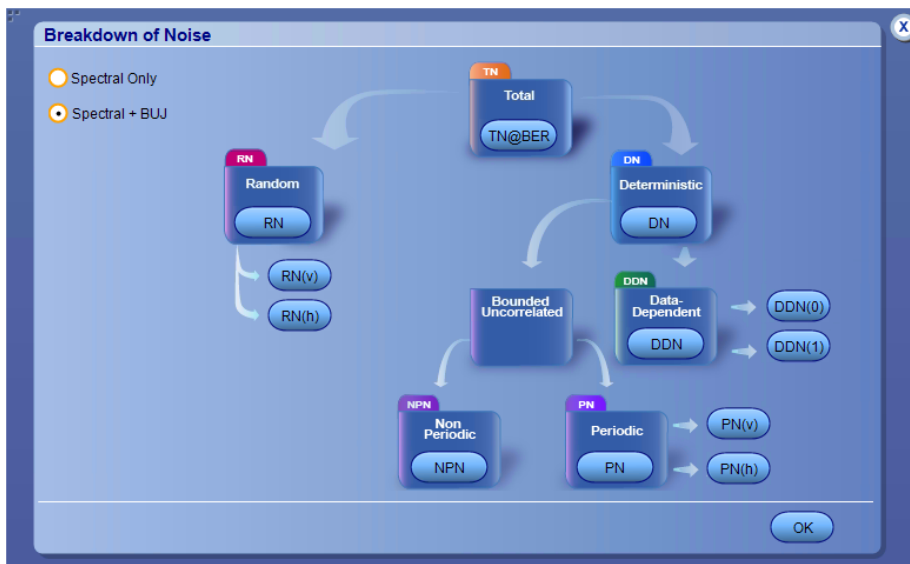 Breakdown of Noise
X
Spectral Only
Spectral + BUJ
TN
Total
TN@BER
RN
Random
RN
RN(v)
RN(h)
DN
Deterministic
DN
Bounded
Uncorrelated
DDN
Data-
Dependent
DDN
DDN(0)
DDN(1)
NPN
Non
Periodic
NPN
PN
Periodic
PN
PN(v)
PN(h)
OK